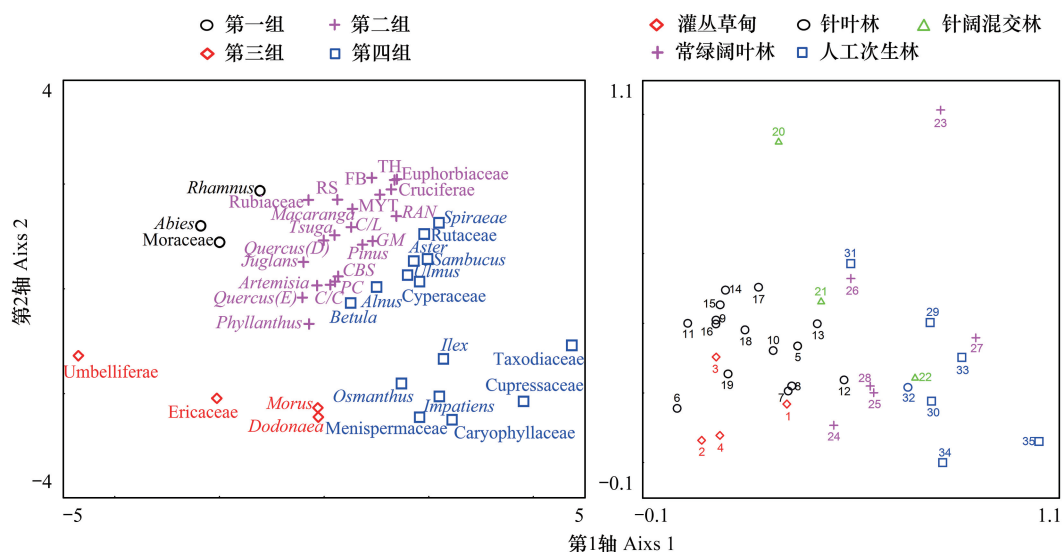 第一组 第二组
第三组 第四组
灌丛草甸 针叶林 针阔混交林
常绿阔叶林 人工次生林
4
第2轴 Aixs 2
−4
−5
5
Rhamnus
Abies
Moraceae
TH
FB
Euphorbiaceae
Cruciferae
RS
Rubiaceae
MYT
RAN
Macaranga
Tsuga
C/L
Spiraeae
Rutaceae
GM
Pinus
Quercus(D)
Aster
Juglans
Sambucus
CBS
Ulmus
Artemisia
PC
Cyperaceae
Quercus(E)
C/C
Alnus
Betula
Phyllanthus
Ilex
Taxodiaceae
Umbelliferae
Osmanthus
Cupressaceae
Ericaceae
Morus
Impatiens
Dodonaea
Menispermaceae
Caryophyllaceae
1.1
−0.1
−0.1
1.1
23
20
31
26
14
17
15
21
9
11
16
13
29
18
10
5
27
3
33
19
8
7
12
28
25
22
32
30
6
1
24
2
4
34
35
第1轴 Aixs 1